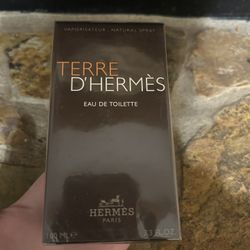 VAPORISATEUR · NATURAL SPRAY
TERRE
D'HERMÈS
EAU DE TOILETTE
HERMÈS
PARIS
100 ML 3.3 FL.OZ